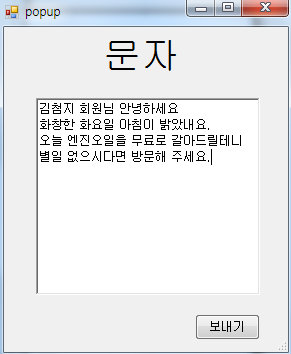 popup
문자
김첨지 회원님 안녕하세요
화창한 화요일 아침이 밝았내요.
오늘 엔진오일을 무료로 갈아드릴테니
별일 없으시다면 방문해 주세요.
보내기